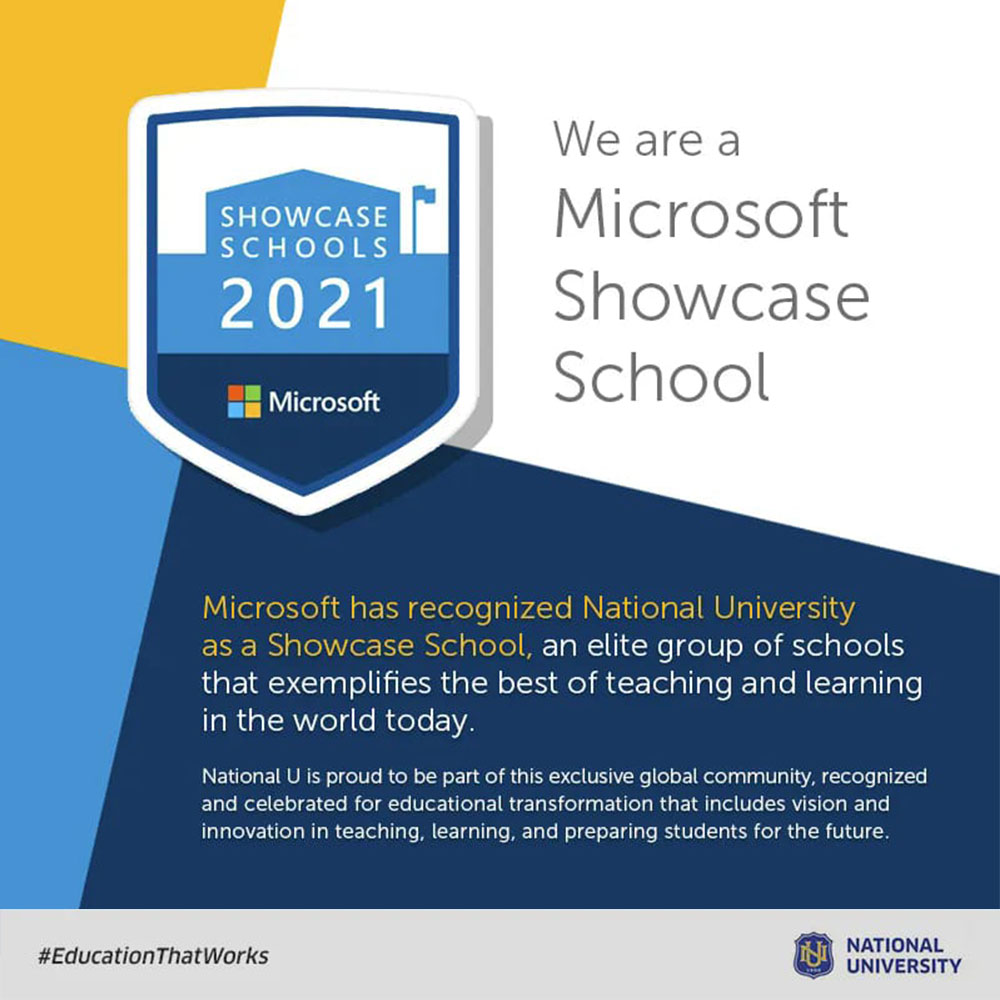 SHOWCASE
SCHOOLS
2021
Microsoft
We are a
Microsoft
Showcase
School
Microsoft has recognized National University
as a Showcase School, an elite group of schools
that exemplifies the best of teaching and learning
in the world today.
National U is proud to be part of this exclusive global community, recognized
and celebrated for educational transformation that includes vision and
innovation in teaching, learning, and preparing students for the future.
#EducationThatWorks
NU
NATIONAL
UNIVERSITY